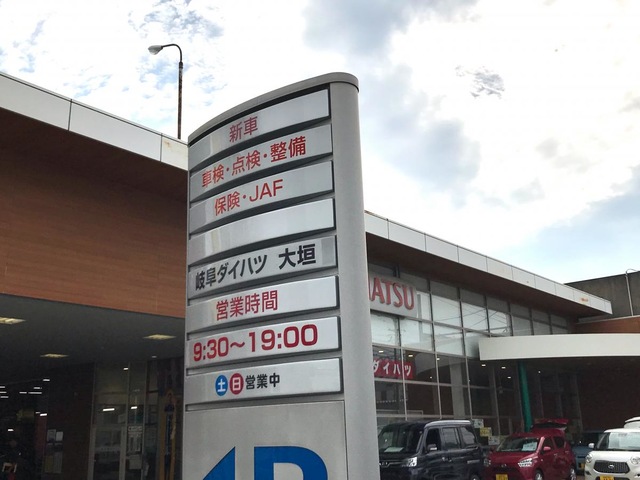 新車
車検・点検・整備
保険・JAF
岐阜ダイハツ 大垣
営業時間
9:30～19:00
土日営業中
ATSU
ダイハツ